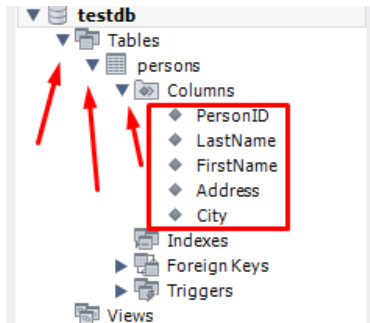 testdb
Tables
persons
Columns
PersonID
LastName
FirstName
Address
City
Indexes
Foreign Keys
Triggers
Views